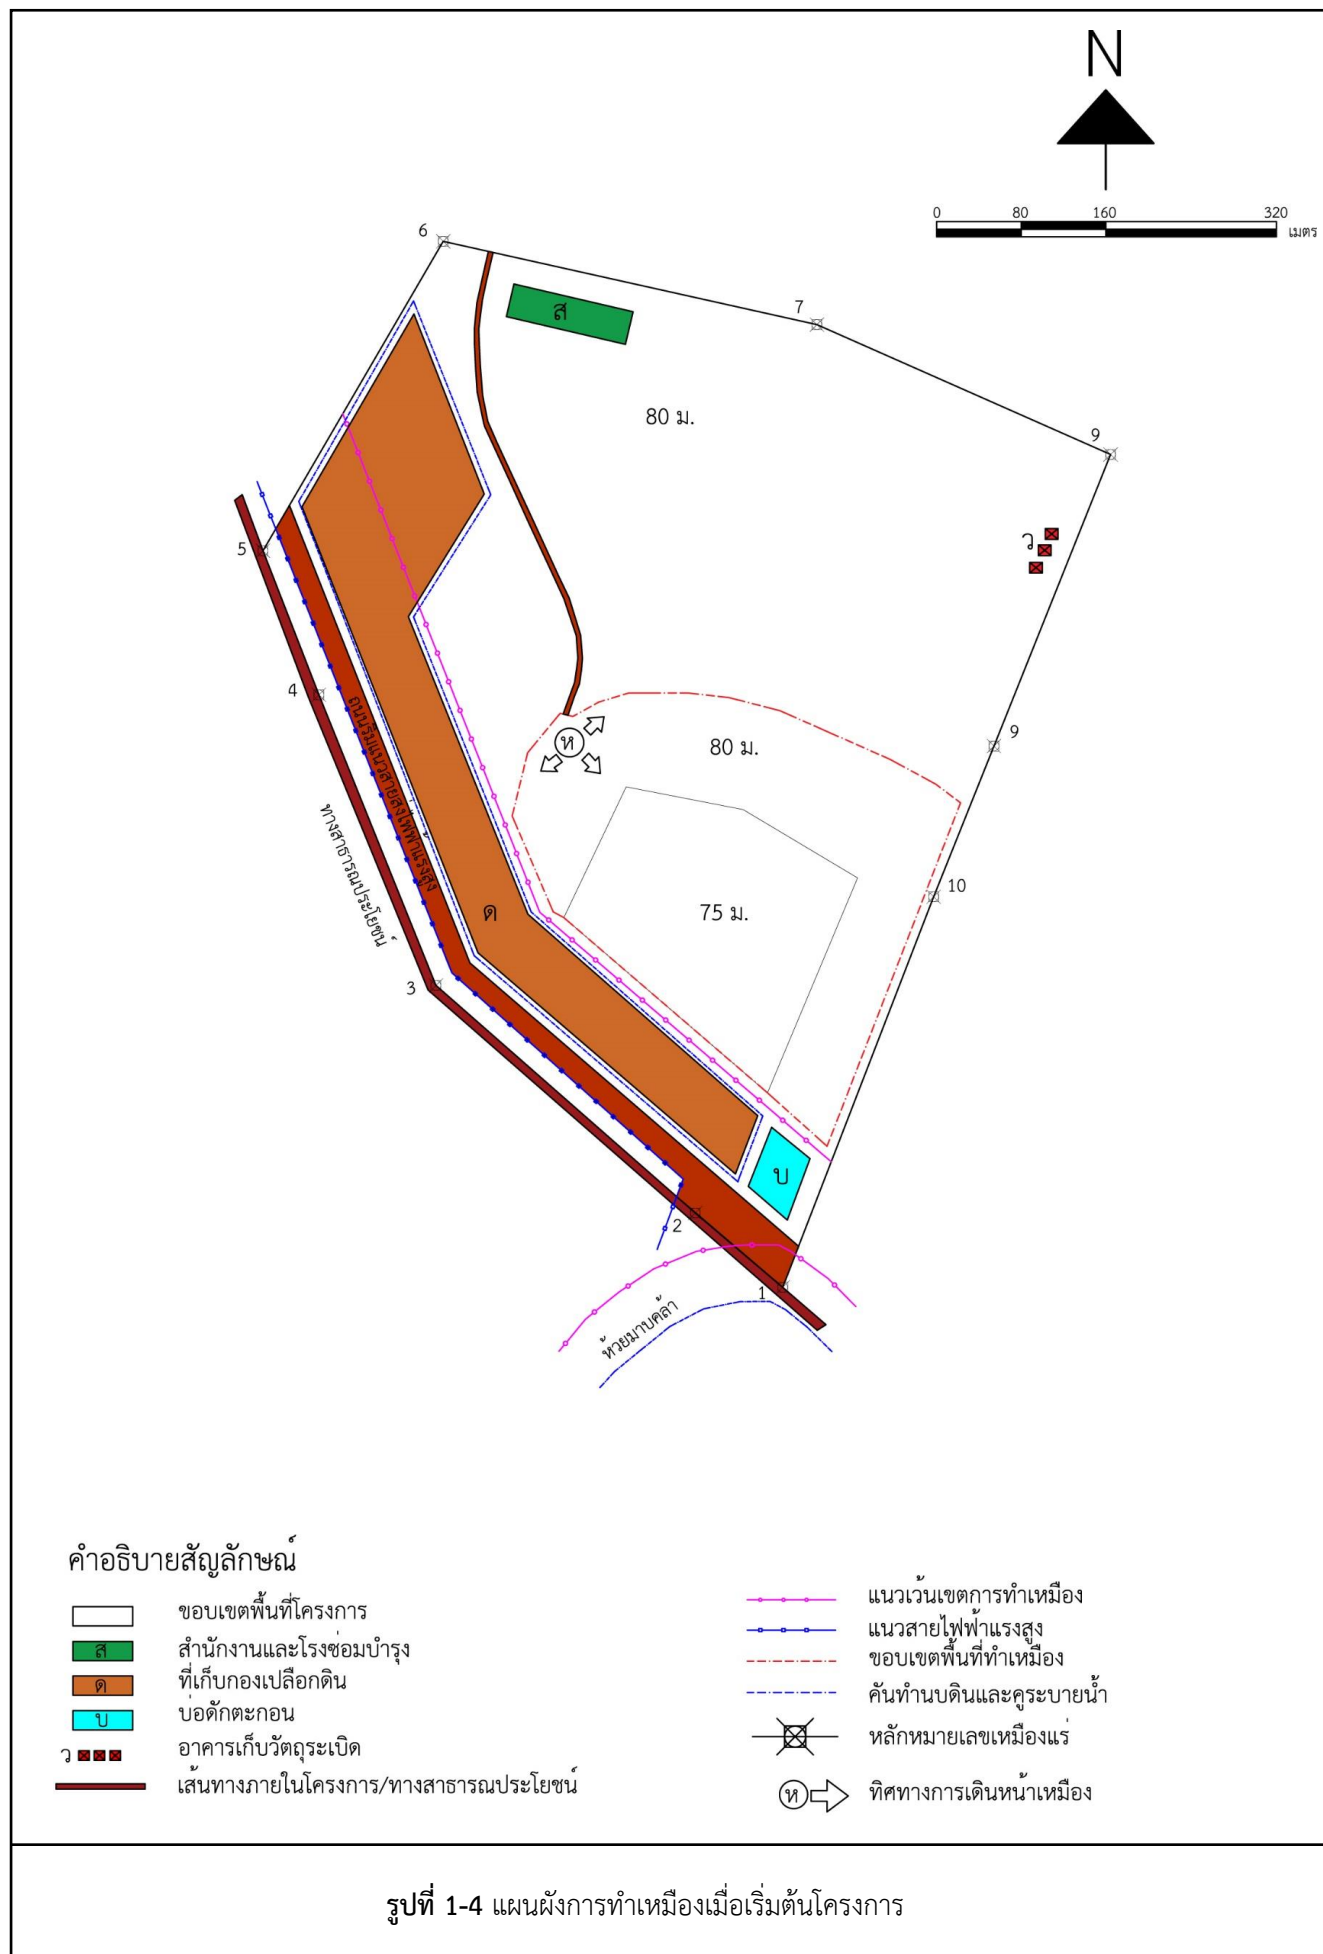 N
0 80 160 320
เมตร
6
7
ส
80 ม.
9
ว
5
4
9
ถนนริมแนวสายส่งไฟฟ้าแรงสูง
ห
80 ม.
ทางสาธารณประโยชน์
10
ด
75 ม.
3
บ
2
1
ห้วยมาบคล้า
คำอธิบายสัญลักษณ์
ขอบเขตพื้นที่โครงการ
ส สำนักงานและโรงซ่อมบำรุง
ด ที่เก็บกองเปลือกดิน
บ บ่อดักตะกอน
ว อาคารเก็บวัตถุระเบิด
เส้นทางภายในโครงการ/ทางสาธารณประโยชน์
แนวเว้นเขตการทำเหมือง
แนวสายไฟฟ้าแรงสูง
ขอบเขตพื้นที่ทำเหมือง
คันทำนบดินและคูระบายน้ำ
หลักหมายเลขเหมืองแร่
ห ทิศทางการเดินหน้าเหมือง
รูปที่ 1-4 แผนผังการทำเหมืองเมื่อเริ่มต้นโครงการ